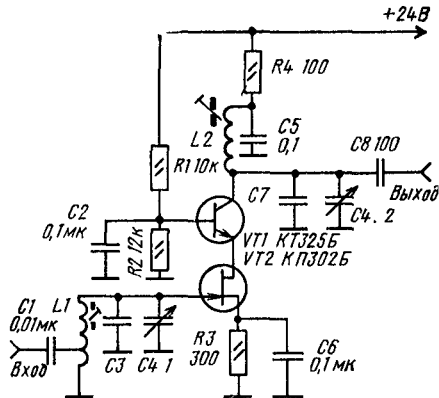 +24В
R4 100
L2
C5
0,1
R1 10к
C8 100
Выход
C7
C4.2
C2
0,1мк
R2 12к
VT1 КТ325Б
VT2 КП302Б
C1
0,01мк
L1
Вход
C3
C4 1
R3
300
C6
0,1 мк